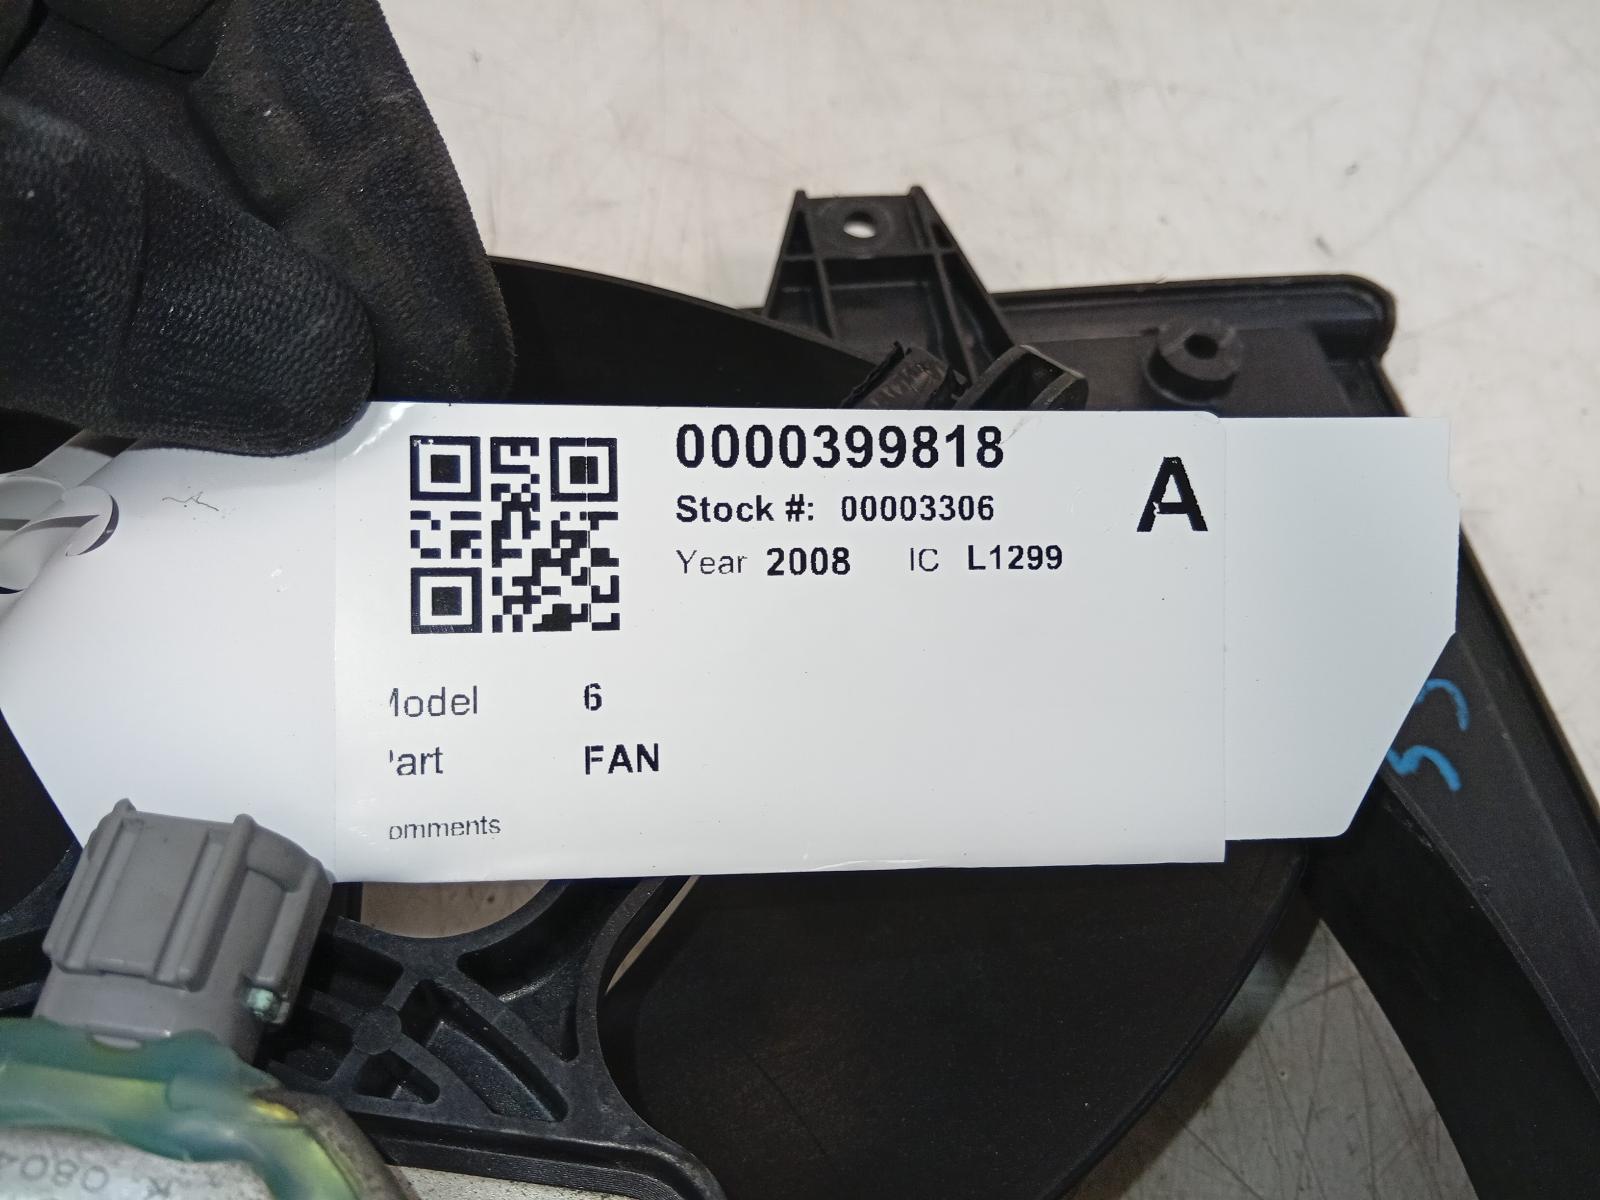 0000399818
A
Stock #: 00003306
Year 2008 IC L1299
Model 6
Part FAN
omments